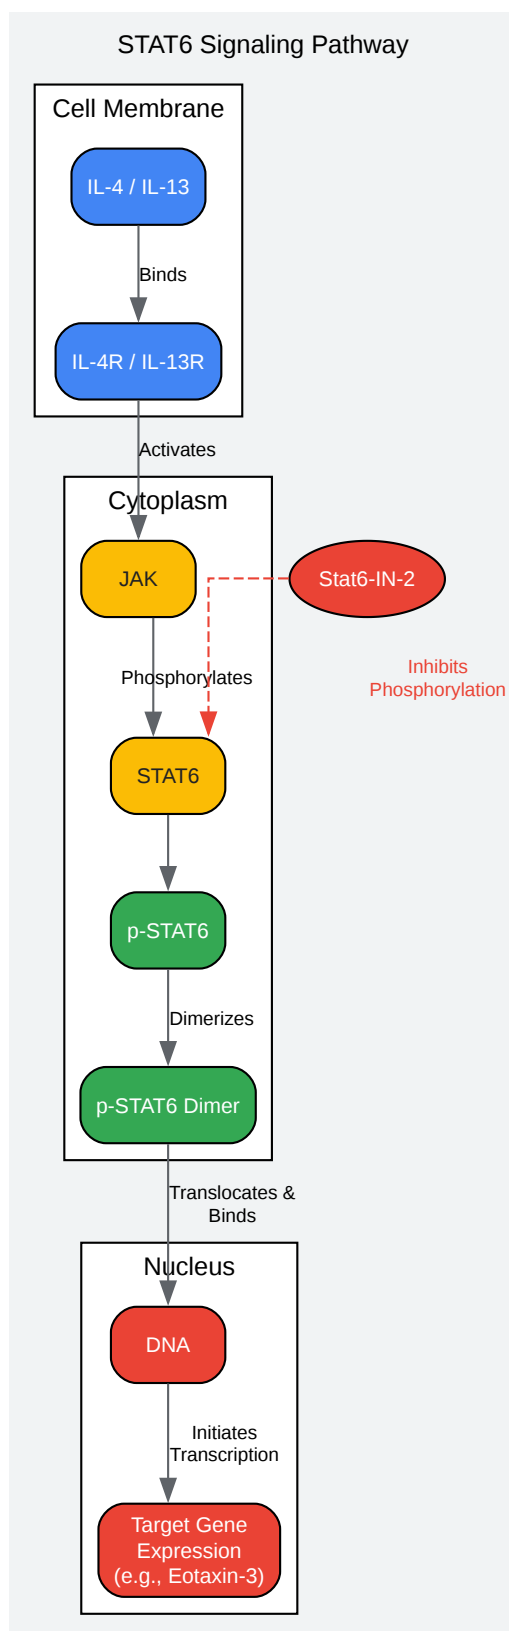 STAT6 Signaling Pathway
Cell Membrane
IL-4 / IL-13
Binds
IL-4R / IL-13R
Activates
Cytoplasm
JAK
Stat6-IN-2
Phosphorylates
Inhibits
Phosphorylation
STAT6
p-STAT6
Dimerizes
p-STAT6 Dimer
Translocates &
Binds
Nucleus
DNA
Initiates
Transcription
Target Gene
Expression
(e.g., Eotaxin-3)